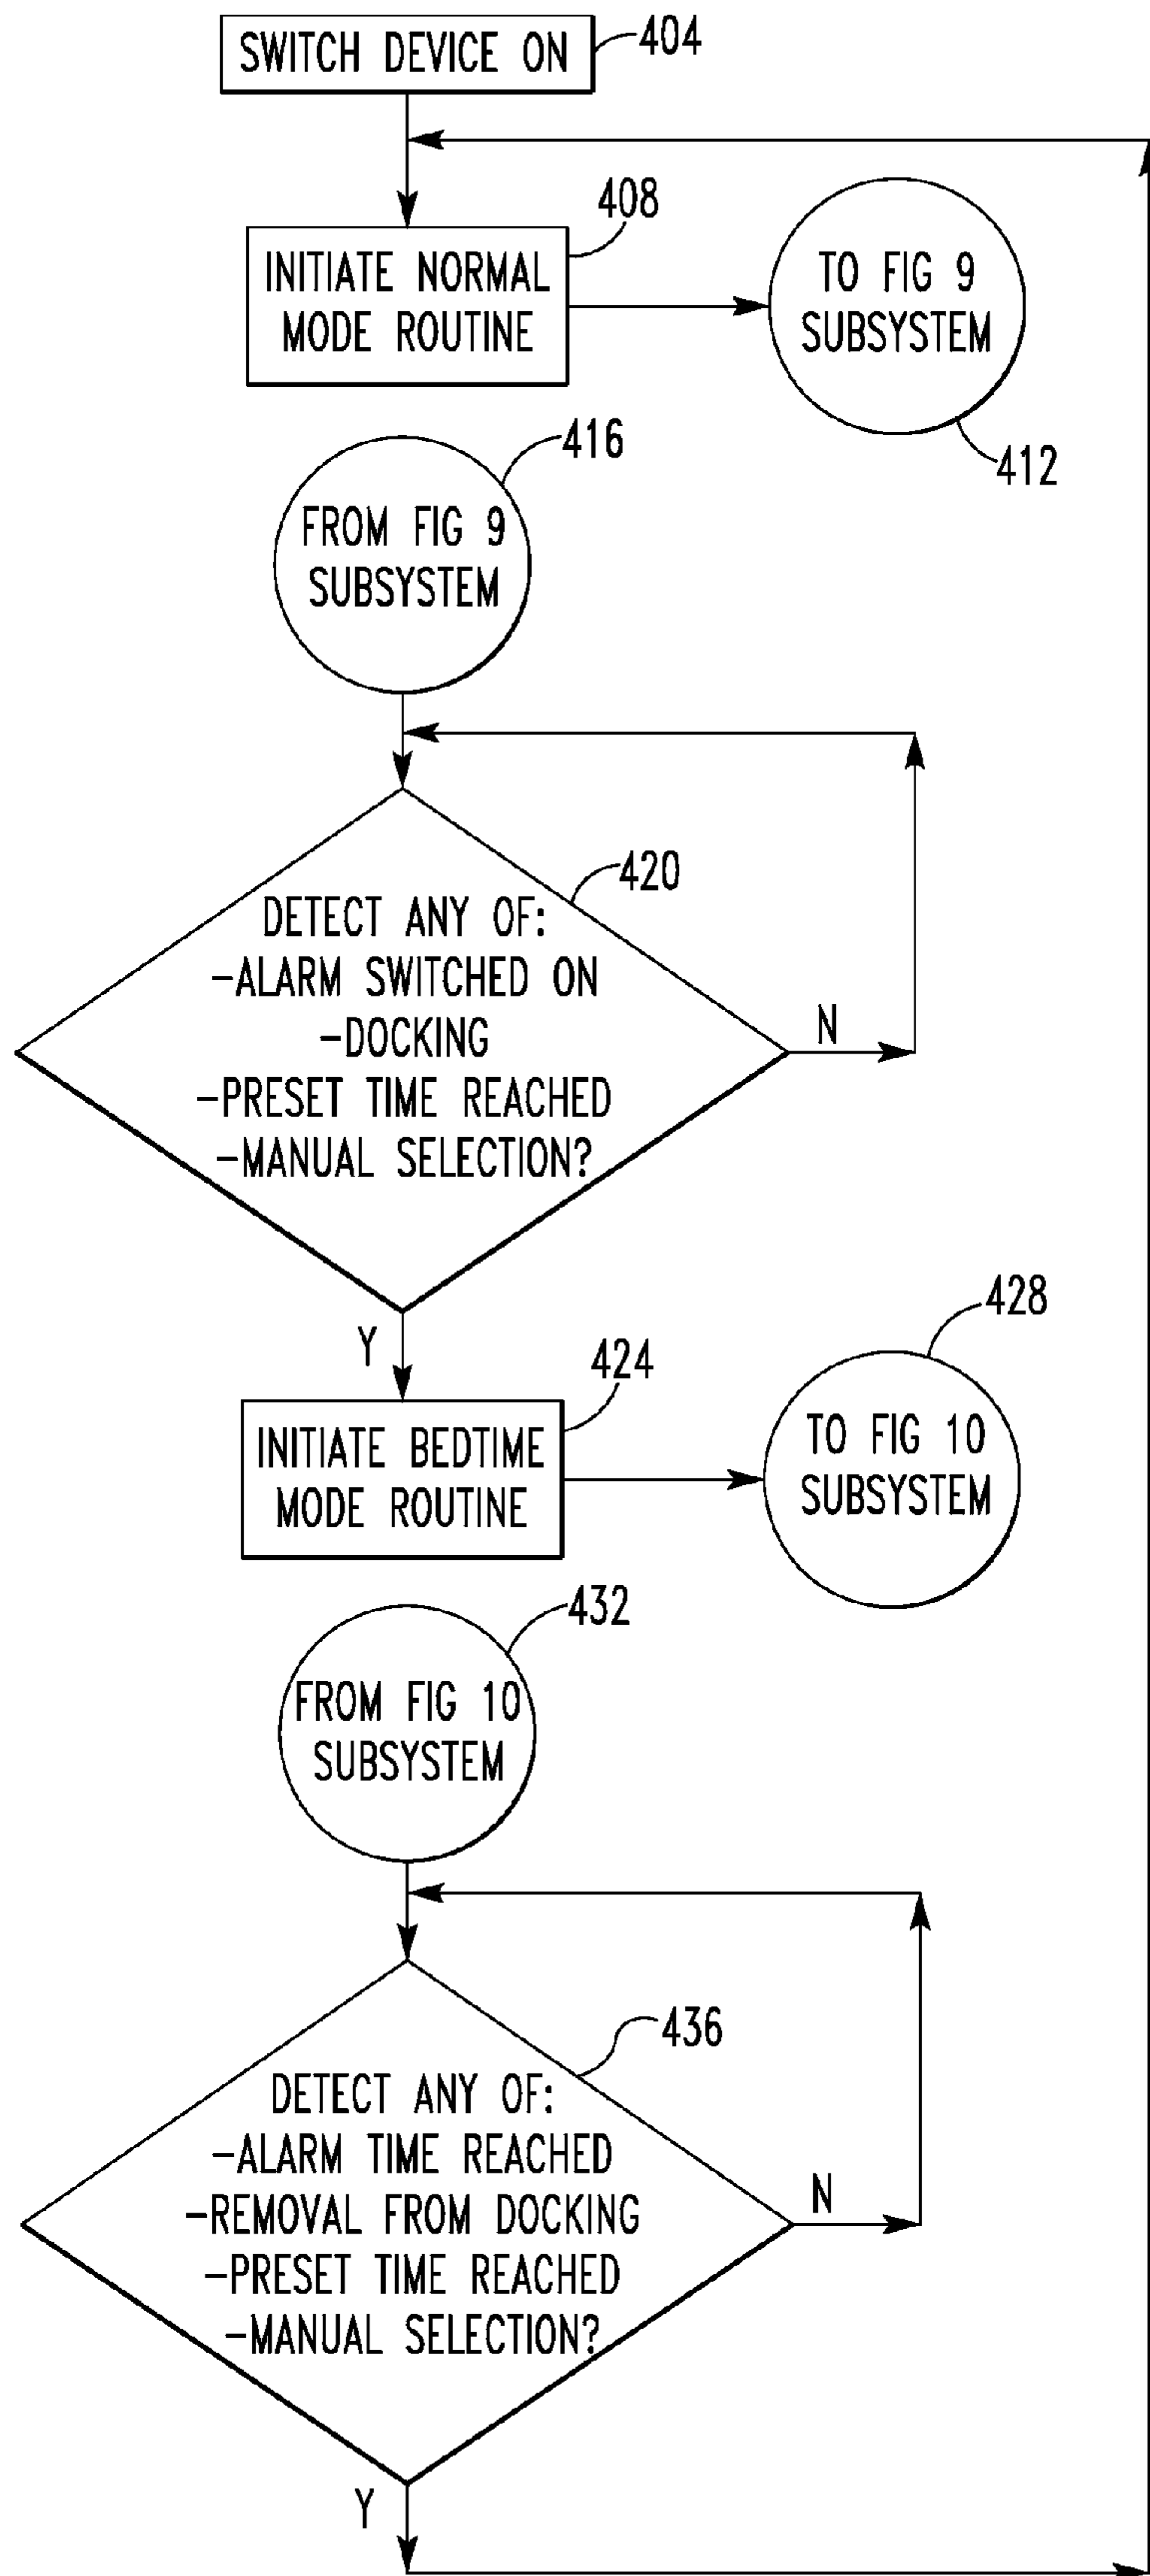 SWITCH DEVICE ON
404
408
INITIATE NORMAL
MODE ROUTINE
TO FIG 9
SUBSYSTEM
412
416
FROM FIG 9
SUBSYSTEM
420
DETECT ANY OF:
-ALARM SWITCHED ON
-DOCKING
-PRESET TIME REACHED
-MANUAL SELECTION?
N
Y
424
INITIATE BEDTIME
MODE ROUTINE
428
TO FIG 10
SUBSYSTEM
432
FROM FIG 10
SUBSYSTEM
436
DETECT ANY OF:
-ALARM TIME REACHED
-REMOVAL FROM DOCKING
-PRESET TIME REACHED
-MANUAL SELECTION?
N
Y